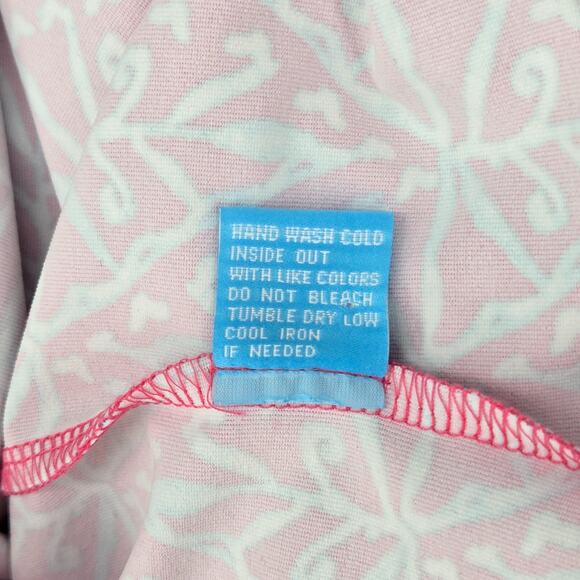 HAND WASH COLD
INSIDE OUT
WITH LIKE COLORS
DO NOT BLEACH
TUMBLE DRY LOW
COOL IRON
IF NEEDED